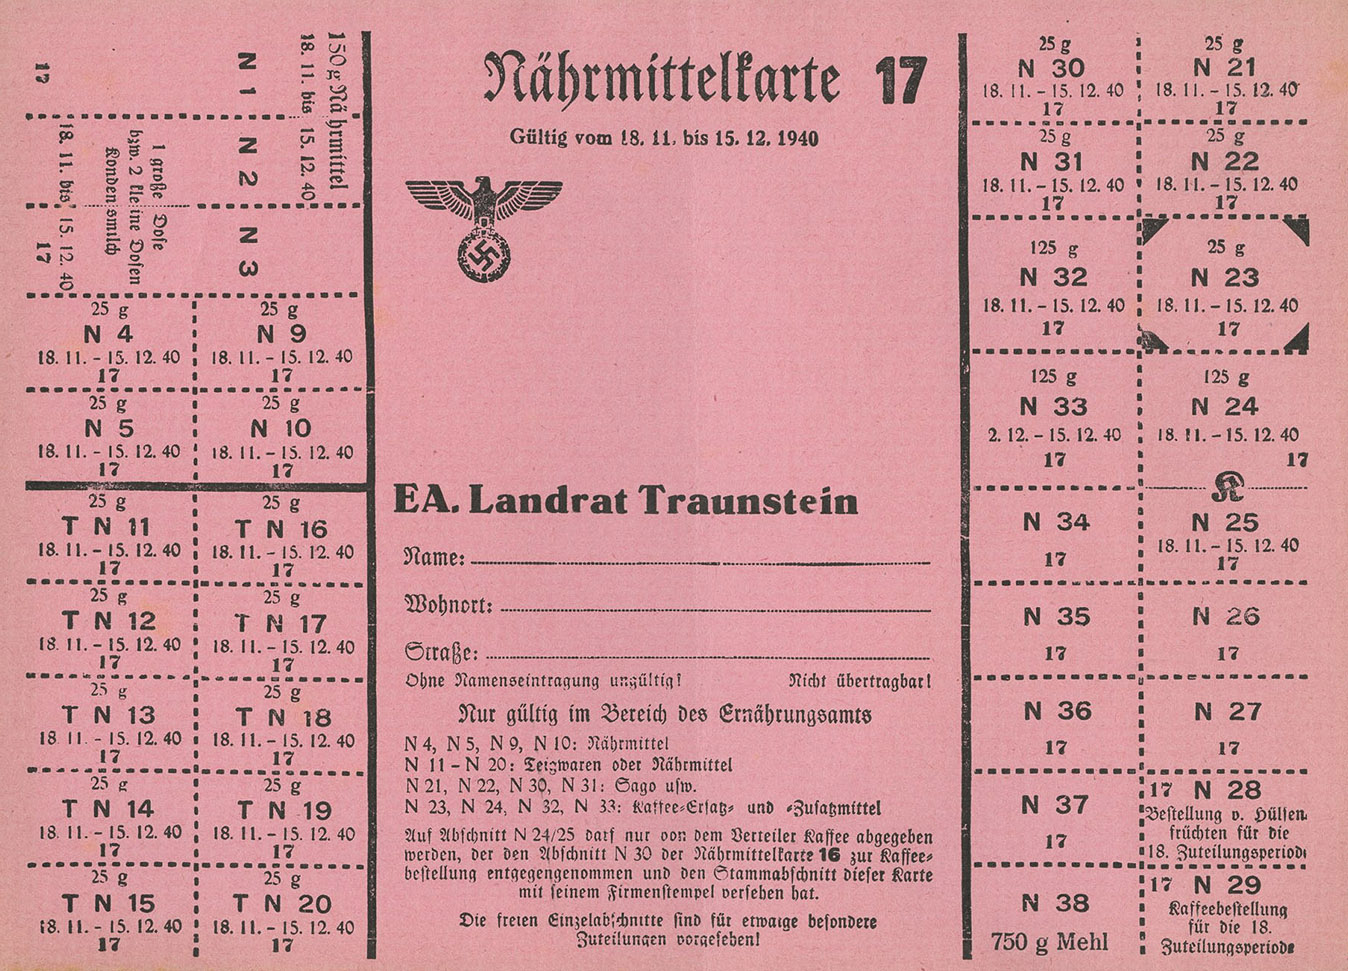 150 g Nährmittel
18. 11. bis 15. 12. 40
N 1
17
N 2
1 große Dose
bzw. 2 kleine Dosen
Kondensmilch
18. 11. bis 15. 12. 40
17
N 3
25 g
N 4
18. 11. - 15. 12. 40
17
25 g
N 9
18. 11. - 15. 12. 40
17
25 g
N 5
18. 11. - 15. 12. 40
17
25 g
N 10
18. 11. - 15. 12. 40
17
25 g
T N 11
18. 11. - 15. 12. 40
17
25 g
T N 16
18. 11. - 15. 12. 40
17
25 g
T N 12
18. 11. - 15. 12. 40
17
25 g
T N 17
18. 11. - 15. 12. 40
17
25 g
T N 13
18. 11. - 15. 12. 40
17
25 g
T N 18
18. 11. - 15. 12. 40
17
25 g
T N 14
18. 11. - 15. 12. 40
17
25 g
T N 19
18. 11. - 15. 12. 40
17
25 g
T N 15
18. 11. - 15. 12. 40
17
25 g
T N 20
18. 11. - 15. 12. 40
17
Nährmittelkarte 17
Gültig vom 18. 11. bis 15. 12. 1940
EA. Landrat Traunstein
Name:
Wohnort:
Straße:
Ohne Namenseintragung ungültig! Nicht übertragbar!
Nur gültig im Bereich des Ernährungsamts
N 4, N 5, N 9, N 10: Nährmittel
N 11 – N 20: Teigwaren oder Nährmittel
N 21, N 22, N 30, N 31: Sago usw.
N 23, N 24, N 32, N 33: Kaffee-Ersatz- und -Zusatzmittel
Auf Abschnitt N 24/25 darf nur von dem Verteiler Kaffee abgegeben
werden, der den Abschnitt N 30 der Nährmittelkarte 16 zur Kaffee-
bestellung entgegengenommen und den Stammabschnitt dieser Karte
mit seinem Firmenstempel versehen hat.
Die freien Einzelabschnitte sind für etwaige besondere
Zuteilungen vorgesehen!
25 g
N 30
18. 11. - 15. 12. 40
17
25 g
N 21
18. 11. - 15. 12. 40
17
25 g
N 31
18. 11. - 15. 12. 40
17
25 g
N 22
18. 11. - 15. 12. 40
17
125 g
N 32
18. 11. - 15. 12. 40
17
25 g
N 23
18. 11. - 15. 12. 40
17
125 g
N 33
2. 12. - 15. 12. 40
17
125 g
N 24
18. 11. - 15. 12. 40
17
K
N 34
17
N 25
18. 11. - 15. 12. 40
17
N 35
17
N 26
17
N 36
17
N 27
17
N 37
17
17 N 28
Bestellung v. Hülsen-
früchten für die
18. Zuteilungsperiode
N 38
750 g Mehl
17 N 29
Kaffeebestellung
für die 18.
Zuteilungsperiode